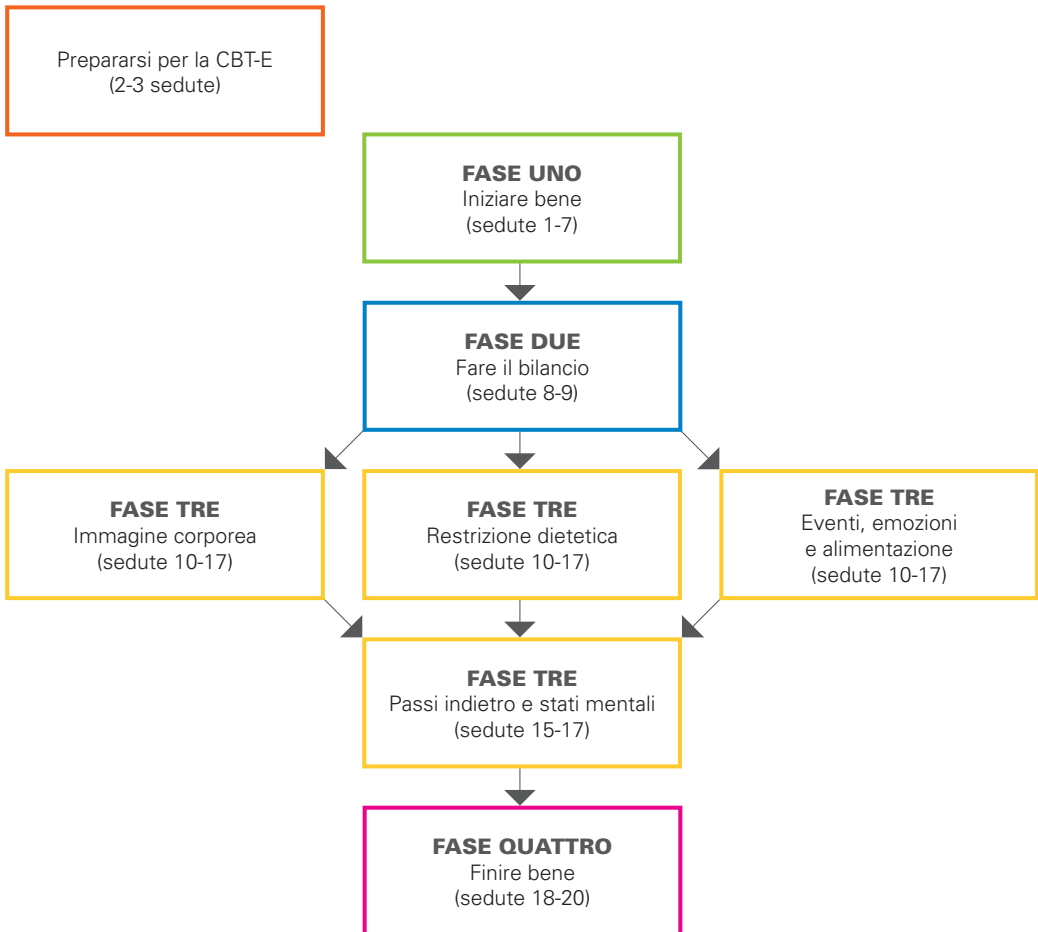 Prepararsi per la CBT-E
(2-3 sedute)
FASE UNO
Iniziare bene
(sedute 1-7)
FASE DUE
Fare il bilancio
(sedute 8-9)
FASE TRE
Immagine corporea
(sedute 10-17)
FASE TRE
Restrizione dietetica
(sedute 10-17)
FASE TRE
Eventi, emozioni
e alimentazione
(sedute 10-17)
FASE TRE
Passi indietro e stati mentali
(sedute 15-17)
FASE QUATTRO
Finire bene
(sedute 18-20)